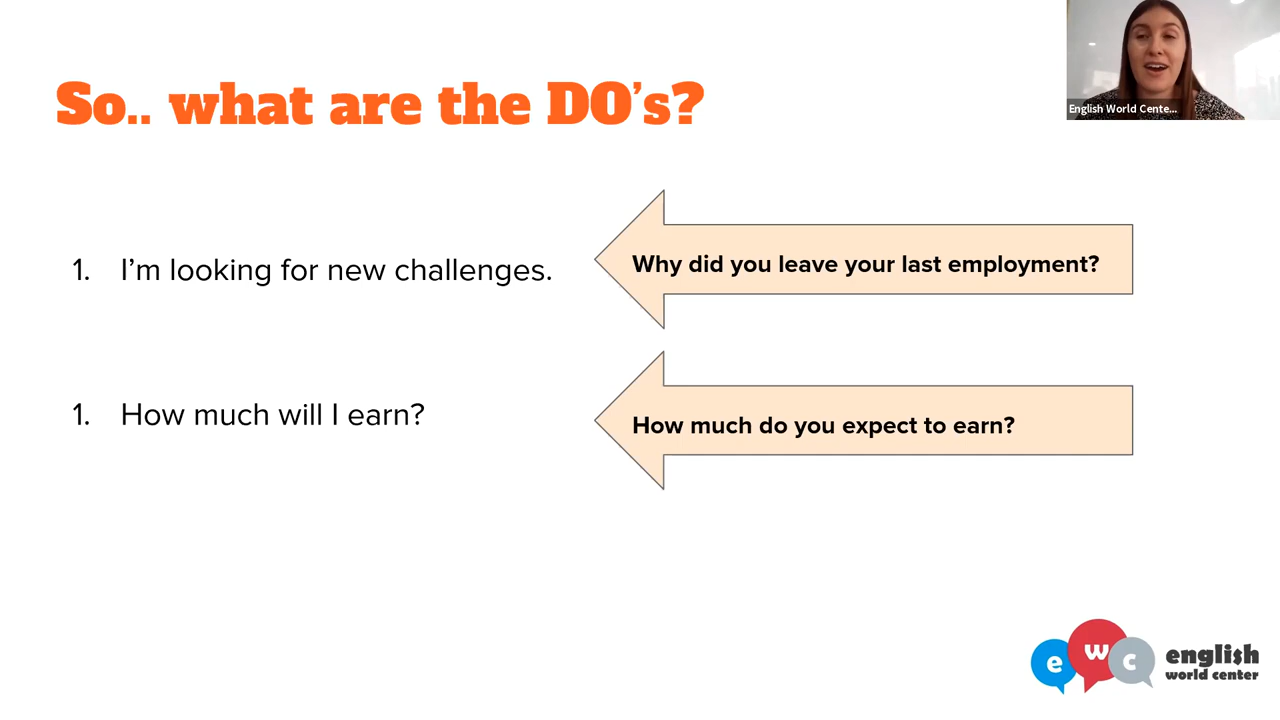 So.. what are the DO's?
English World Cente...
1. I'm looking for new challenges.
Why did you leave your last employment?
1. How much will I earn?
How much do you expect to earn?
e w c
english
world center